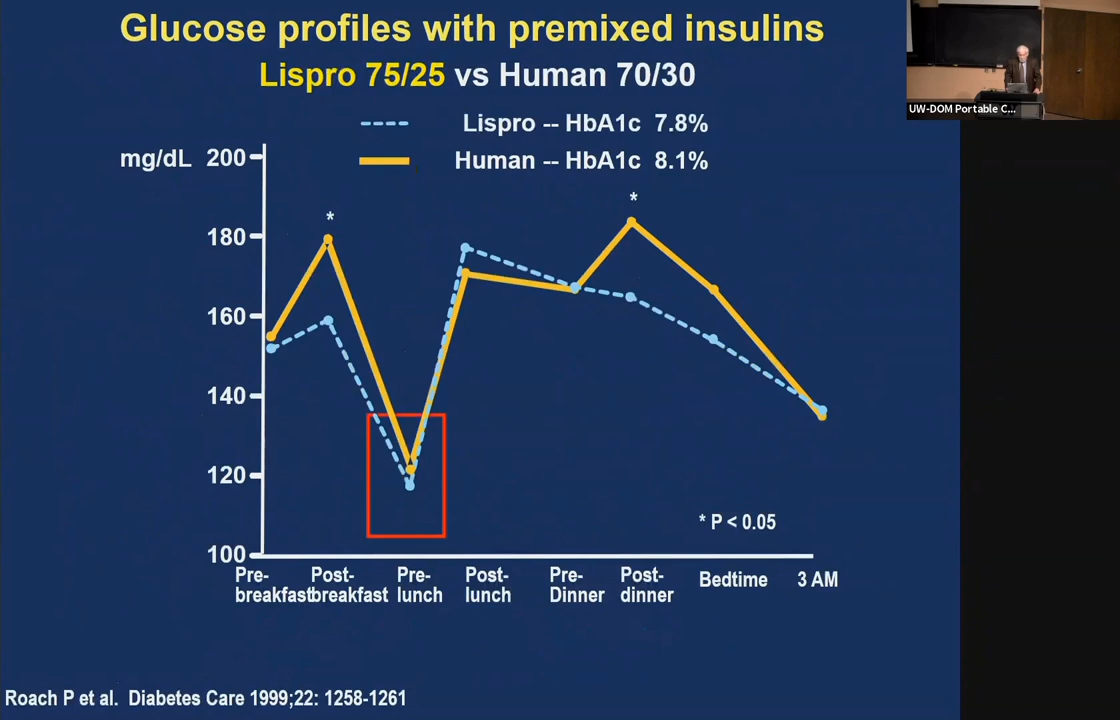 Glucose profiles with premixed insulins
Lispro 75/25 vs Human 70/30
UW-DOM Portable C...
Lispro -- HbA1c 7.8%
Human -- HbA1c 8.1%
mg/dL 200
*
*
180
160
140
120
* P < 0.05
100
Pre-breakfast
Post-breakfast
Pre-lunch
Post-lunch
Pre-Dinner
Post-dinner
Bedtime
3 AM
Roach P et al. Diabetes Care 1999;22: 1258-1261